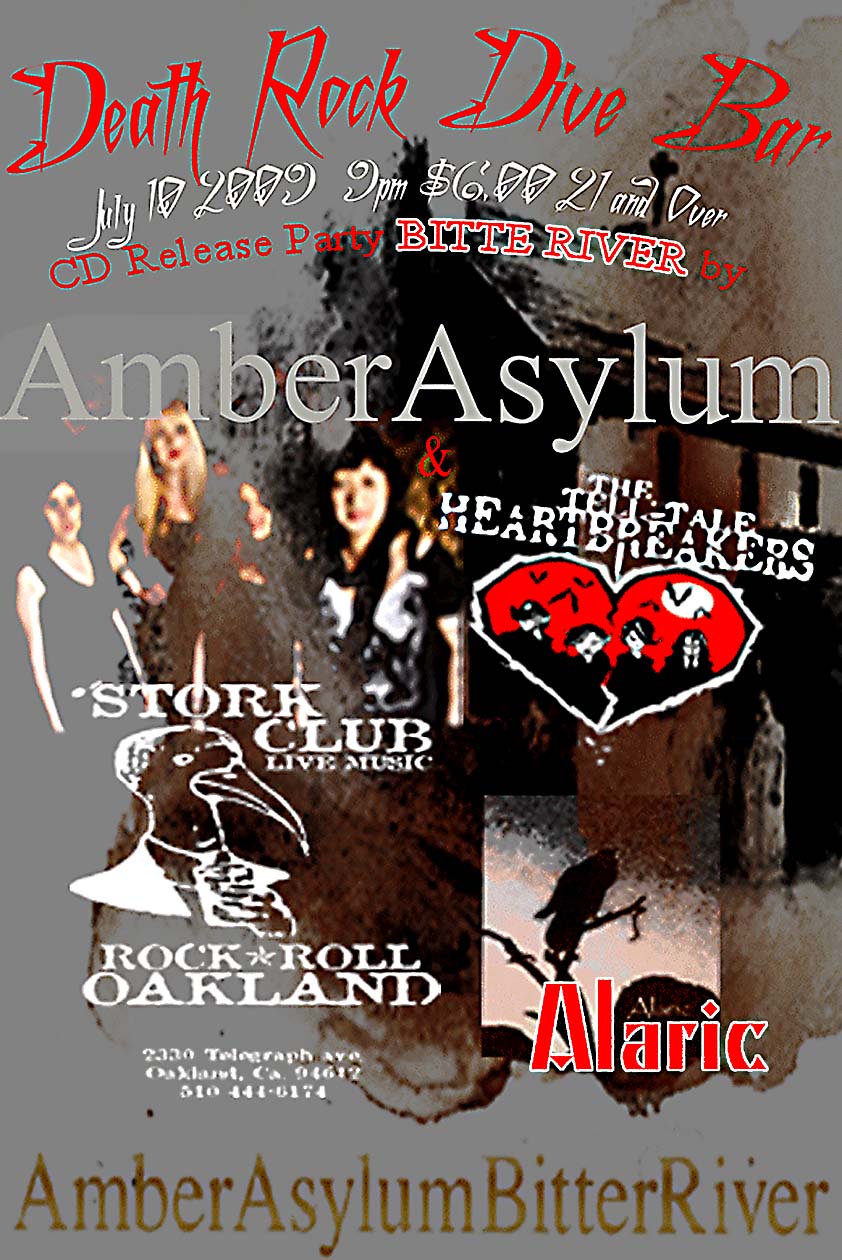 Death Rock Dive Bar
July 10 2009 9pm $6.00 21 and Over
CD Release Party BITTE RIVER by
AmberAsylum
&
THE
TELL-TALE
HEARTBREAKERS
STORK
CLUB
LIVE MUSIC
ROCK★ROLL
OAKLAND
2330 Telegraph ave
Oakland, Ca. 94612
510 444-6174
Alaric
Alaric
AmberAsylumBitterRiver